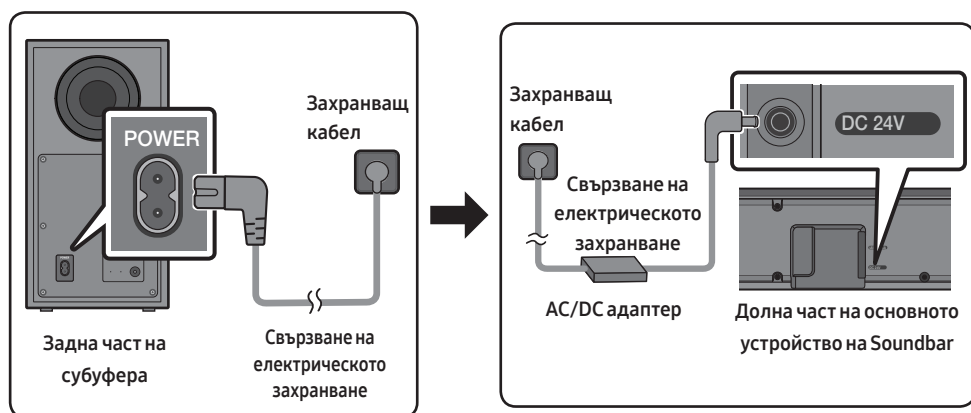 POWER
Захранващ
кабел
Задна част на
субуфера
Свързване на
електрическото
захранване
Захранващ
кабел
DC 24V
Свързване на
електрическото
захранване
AC/DC адаптер
Долна част на основното
устройство на Soundbar